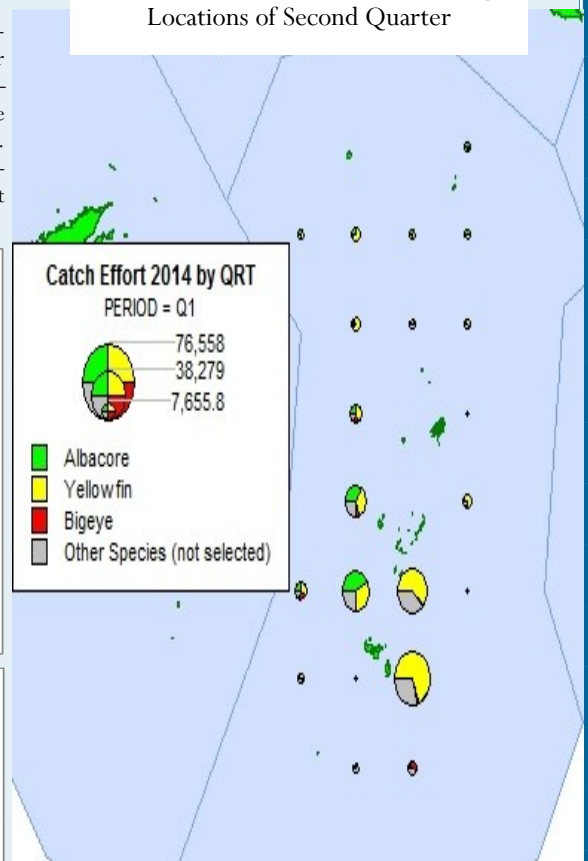 Locations of Second Quarter
Catch Effort 2014 by QRT
PERIOD = Q1
76,558
38,279
7,655.8
Albacore
Yellowfin
Bigeye
Other Species (not selected)